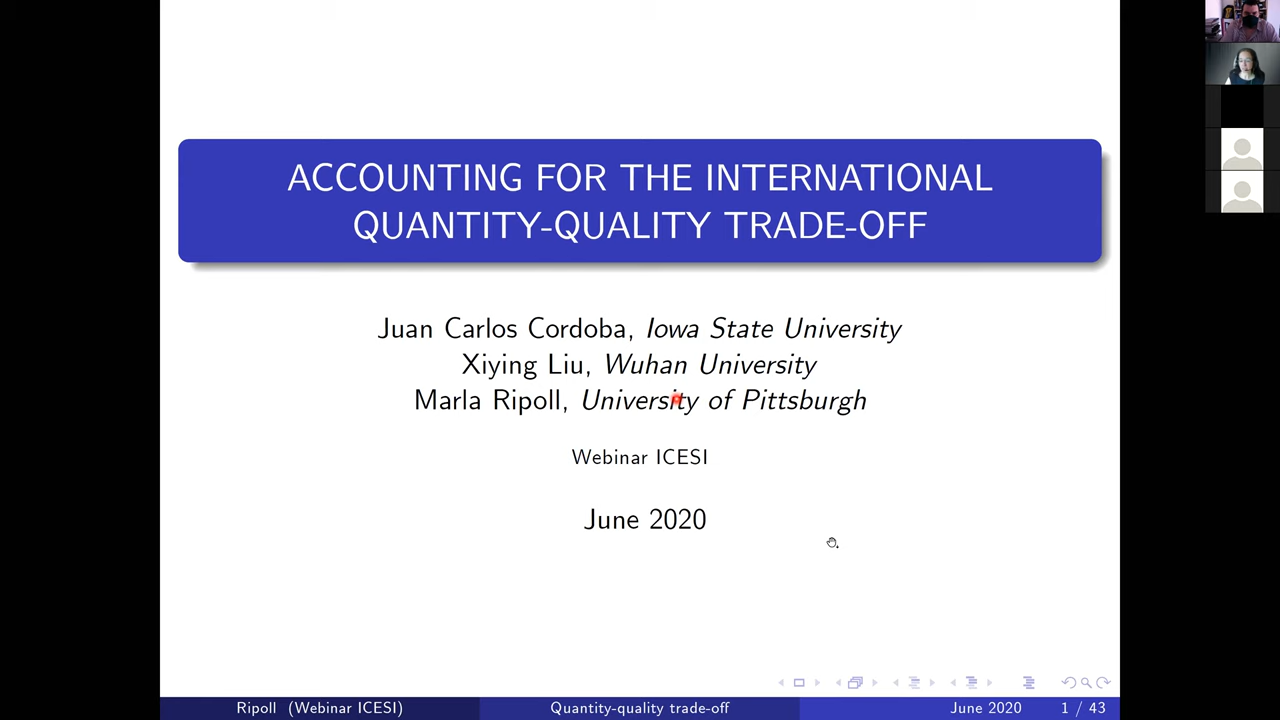 ACCOUNTING FOR THE INTERNATIONAL
QUANTITY-QUALITY TRADE-OFF
Juan Carlos Cordoba, Iowa State University
Xiying Liu, Wuhan University
Marla Ripoll, University of Pittsburgh
Webinar ICESI
June 2020
Ripoll (Webinar ICESI)
Quantity-quality trade-off
June 2020
1 / 43